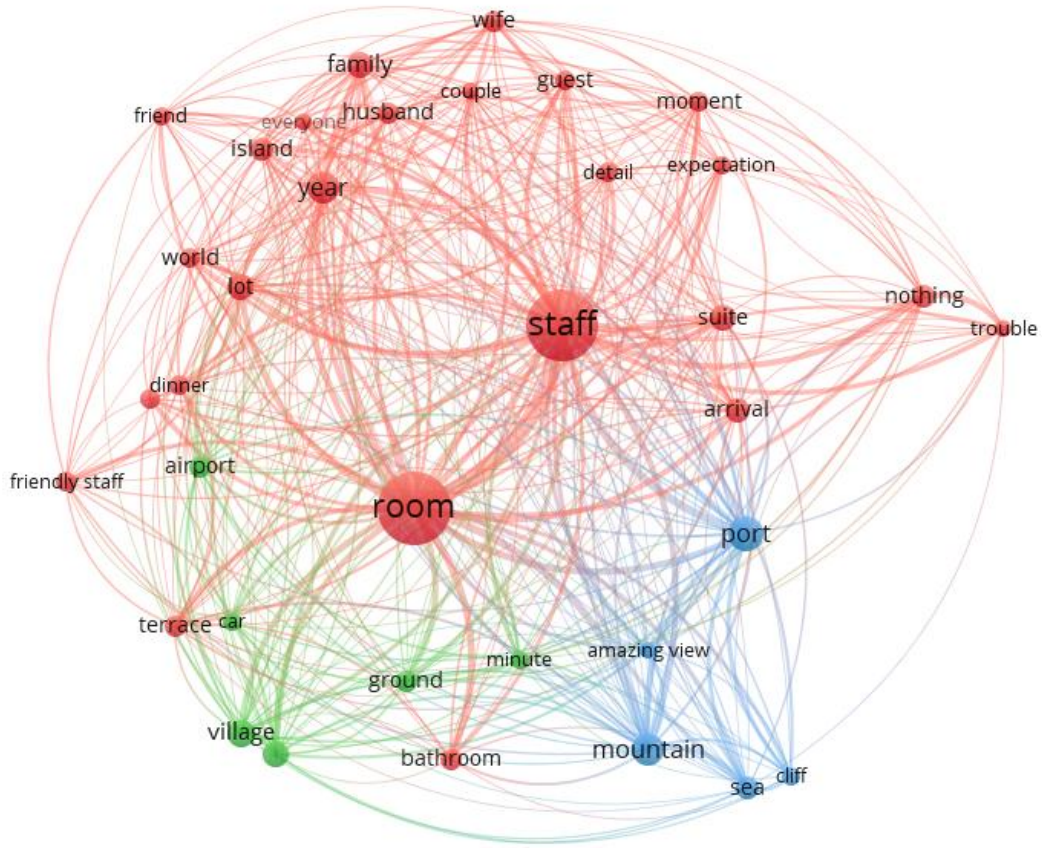 wife
family
couple
guest
friend
everyone
husband
moment
island
detail
expectation
year
world
lot
nothing
staff
suite
trouble
dinner
arrival
airport
friendly staff
room
port
terrace
car
minute
amazing view
ground
village
bathroom
mountain
sea
cliff